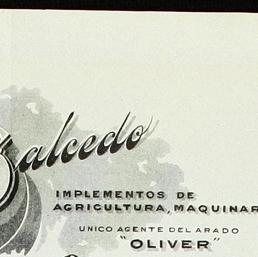 Salcedo
IMPLEMENTOS DE
AGRICULTURA, MAQUINAR
UNICO AGENTE DEL ARADO
"OLIVER"